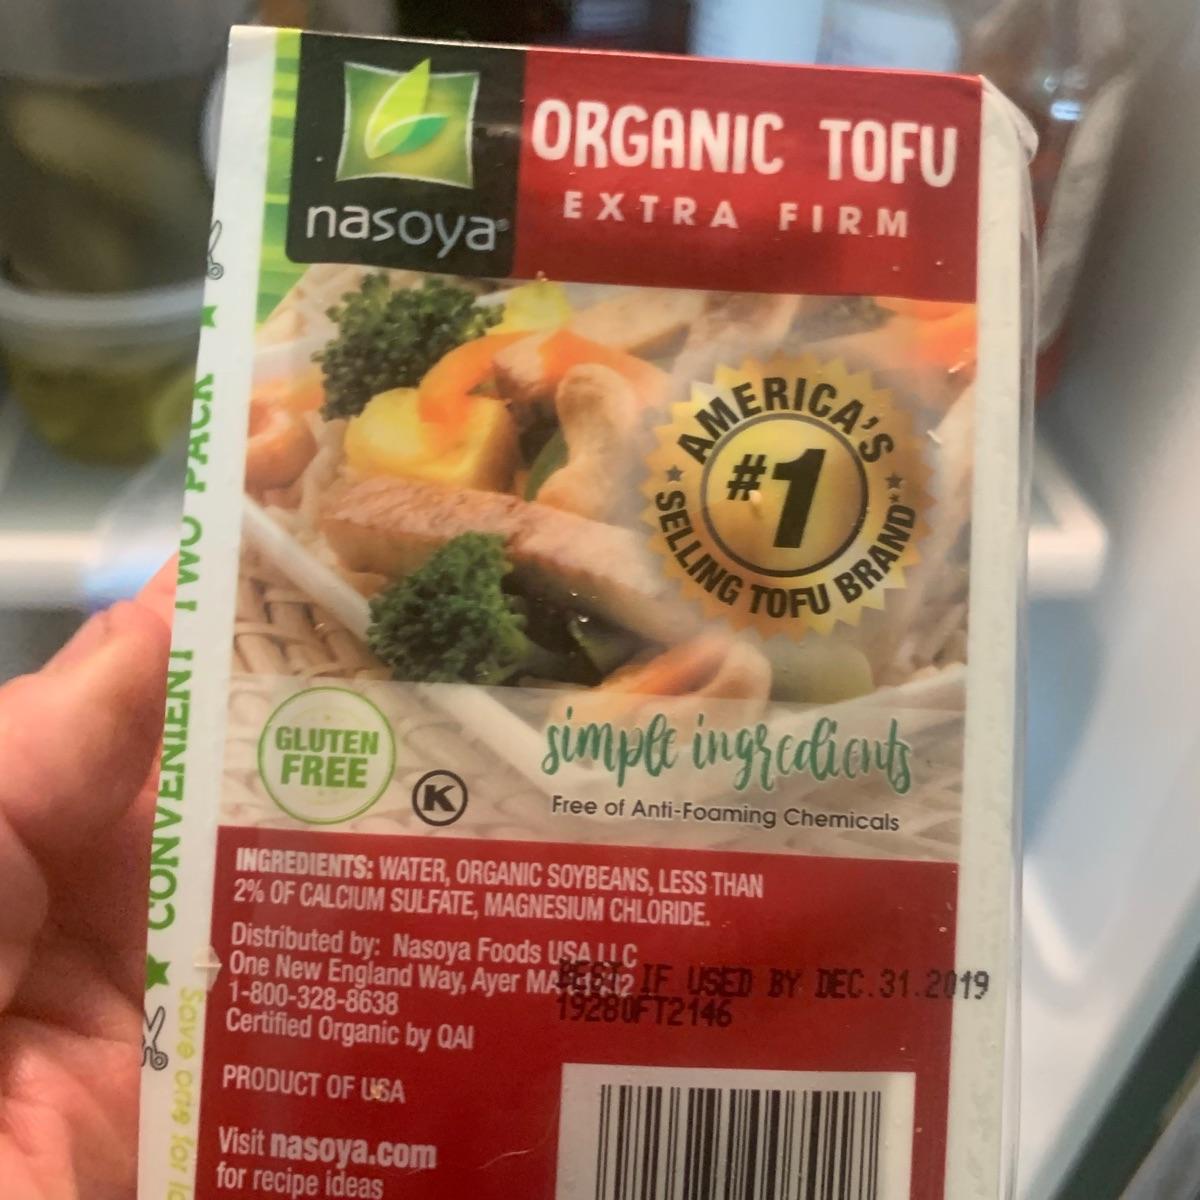 nasoya®
ORGANIC TOFU
EXTRA FIRM
AMERICA'S
#1
SELLING TOFU BRAND
CONVENIENT TWO PACK
Save one for
GLUTEN
FREE
K
simple ingredients
Free of Anti-Foaming Chemicals
INGREDIENTS: WATER, ORGANIC SOYBEANS, LESS THAN
2% OF CALCIUM SULFATE, MAGNESIUM CHLORIDE.
Distributed by: Nasoya Foods USA LLC
One New England Way, Ayer MA
BEST IF USED BY DEC.31.2019
1-800-328-8638
19280FT2146
Certified Organic by QAI
PRODUCT OF USA
Visit nasoya.com
for recipe ideas